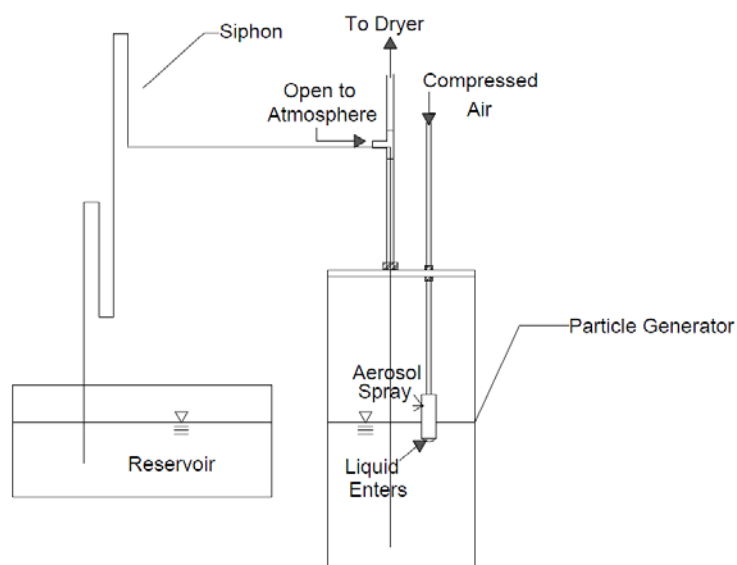 Siphon
To Dryer
Open to
Atmosphere
Compressed
Air
Particle Generator
Aerosol
Spray
Reservoir
Liquid
Enters